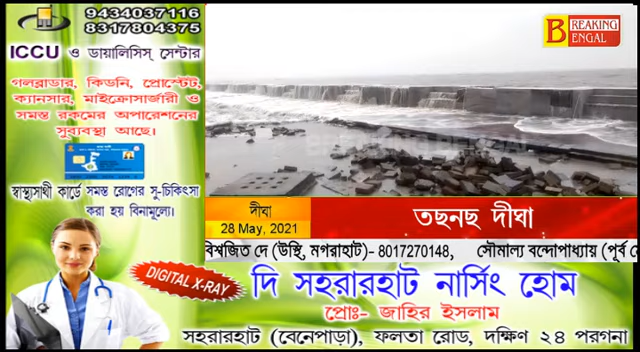 9434037116
8317804375
ICCU ও ডায়ালিসিস্ সেন্টার
গলব্লাডার, কিডনি, প্রোস্টেট,
ক্যানসার, মাইক্রোসার্জারী ও
সমস্ত রকমের অপারেশনের
সুব্যবস্থা আছে।
স্বাস্থ্যসাথী কার্ডে সমস্ত রোগের সু-চিকিৎসা
করা হয় বিনামূল্যে।
BREAKING
BENGAL
দীঘা
28 May, 2021
তছনছ দীঘা
বিশ্বজিত দে (উস্থি, মগরাহাট)- 8017270148, সৌমাল্য বন্দোপাধ্যায় (পূর্ব
DIGITAL X-RAY
দি সহরারহাট নার্সিং হোম
প্রোঃ- জাহির ইসলাম
সহরারহাট (বেনেপাড়া), ফলতা রোড, দক্ষিণ ২৪ পরগনা